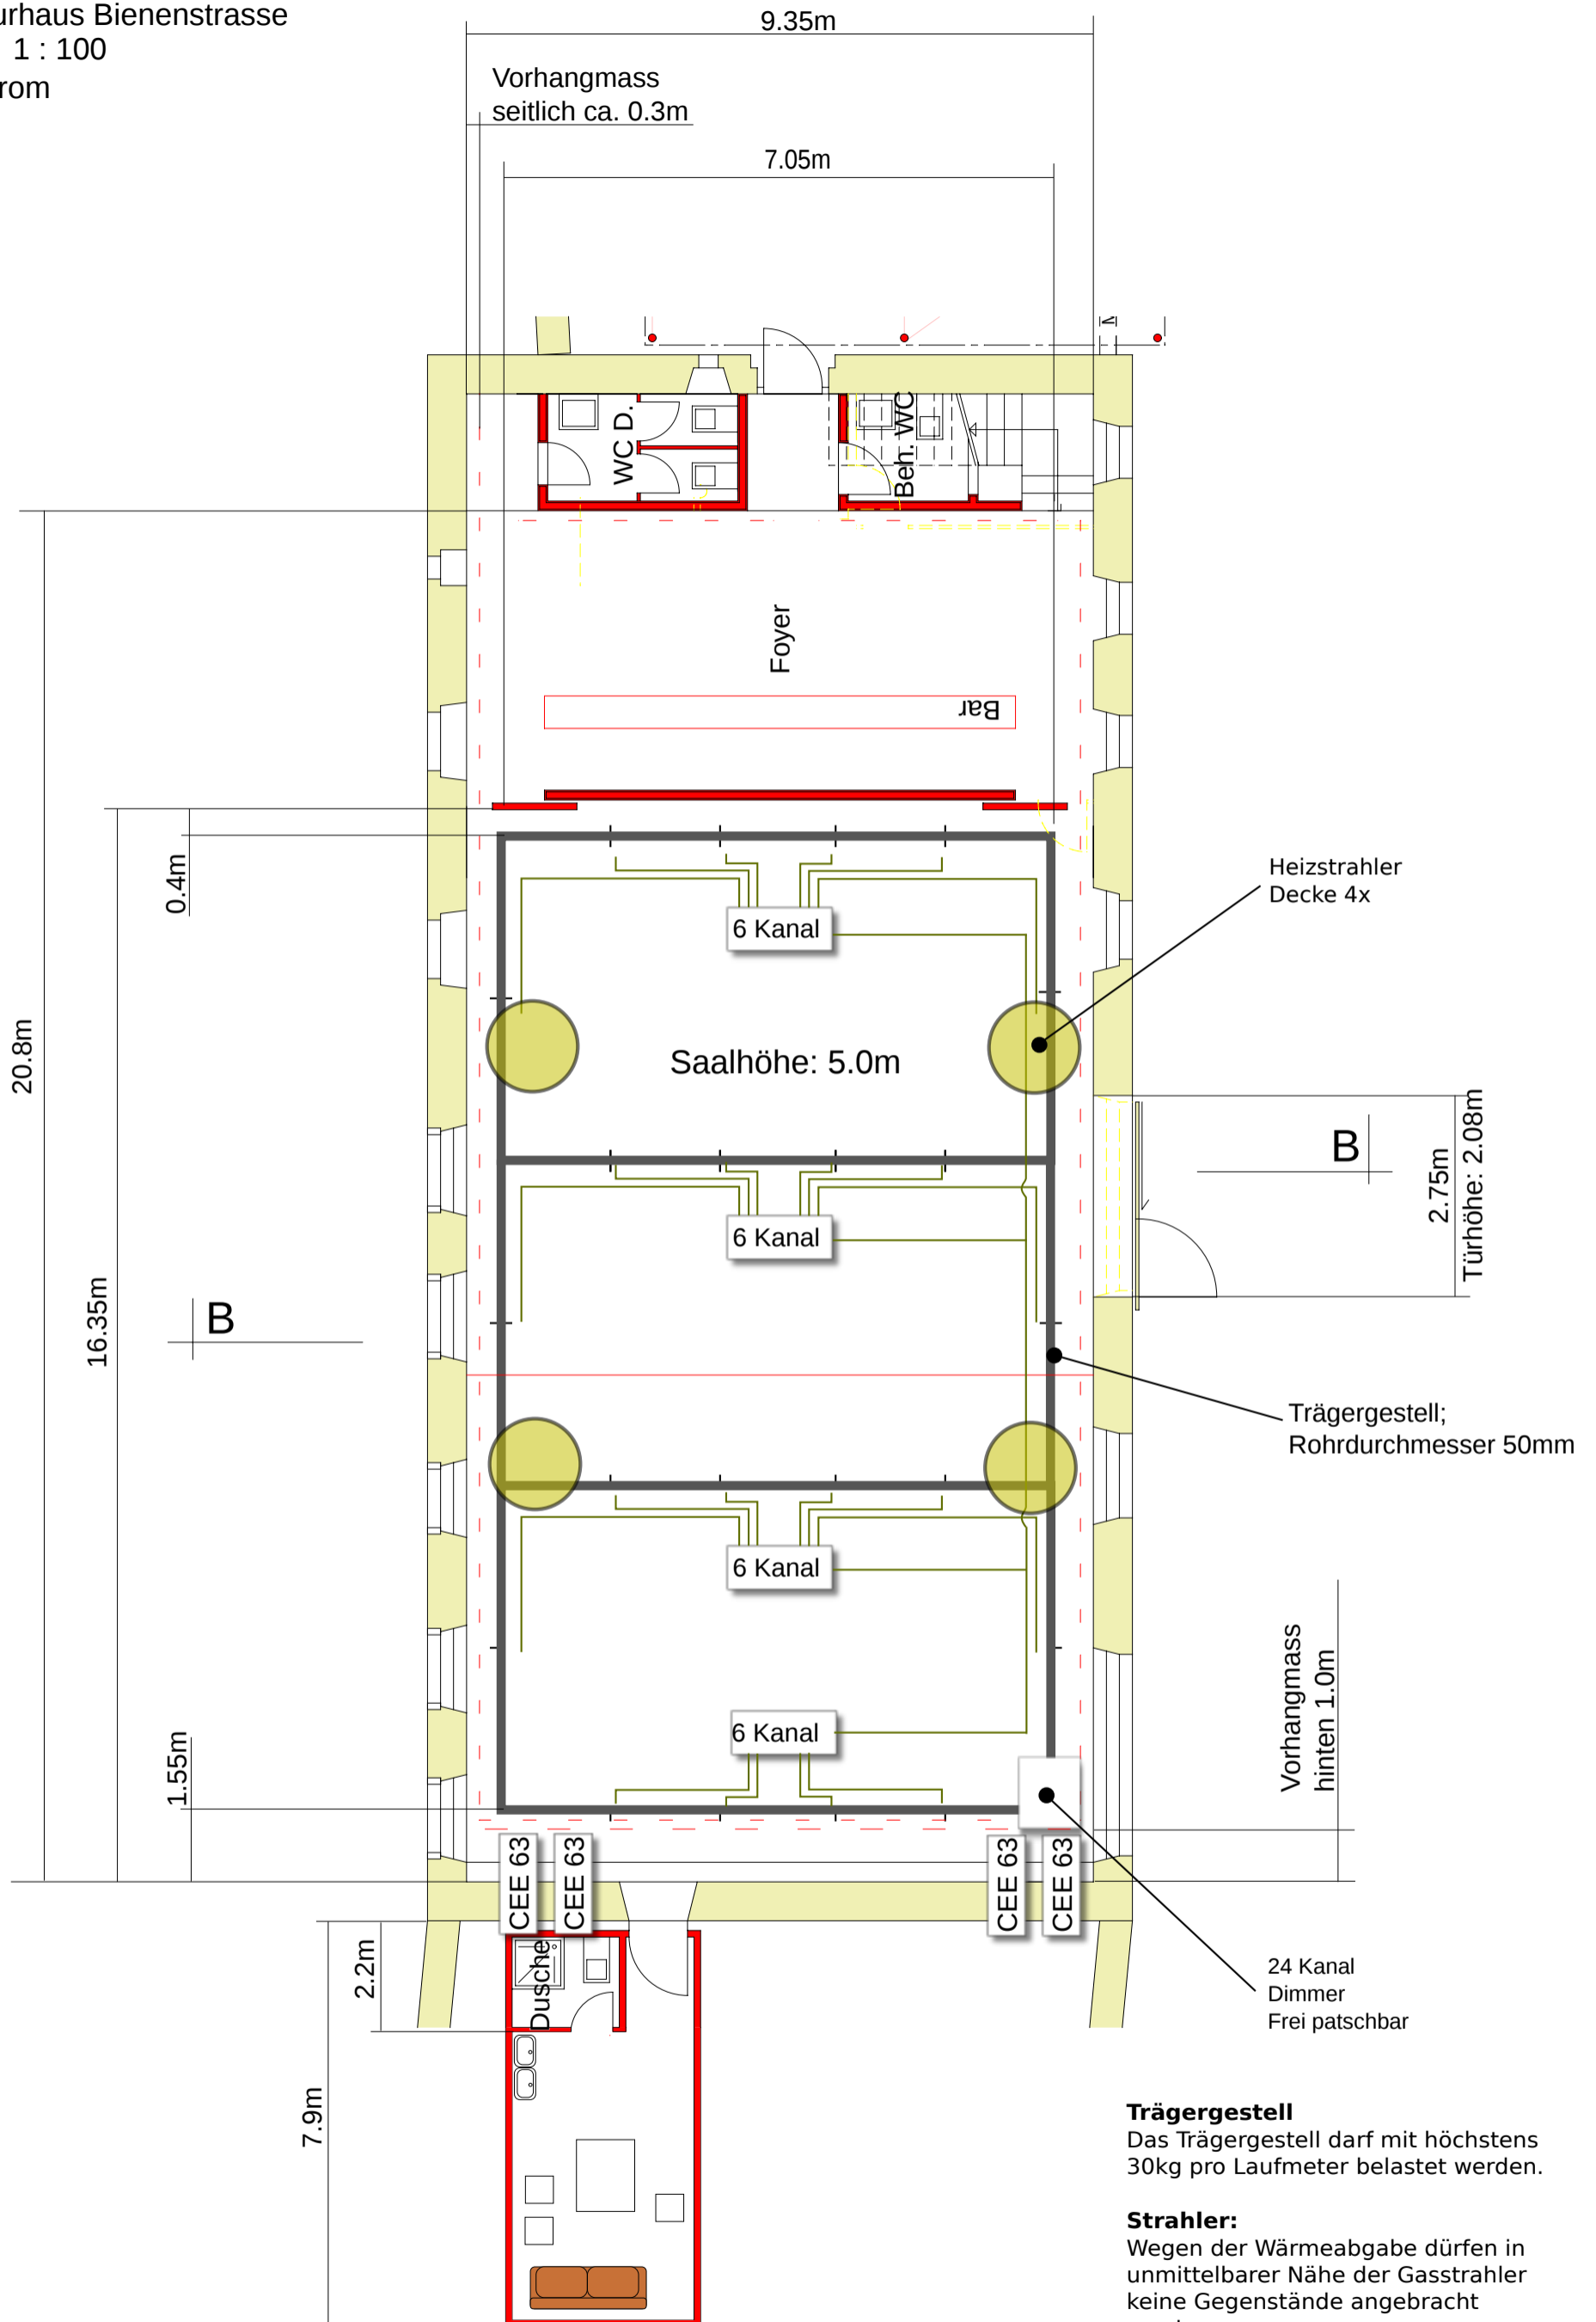 urhaus Bienenstrasse
1 : 100
rom
9.35m
Vorhangmass
seitlich ca. 0.3m
7.05m
WC D.
Beh. WC
Foyer
Bar
0.4m
6 Kanal
Heizstrahler
Decke 4x
20.8m
Saalhöhe: 5.0m
B
2.75m
Türhöhe: 2.08m
6 Kanal
16.35m
B
Trägergestell;
Rohrdurchmesser 50mm
6 Kanal
Vorhangmass
hinten 1.0m
1.55m
6 Kanal
CEE 63
CEE 63
CEE 63
CEE 63
2.2m
Dusche
24 Kanal
Dimmer
Frei patschbar
7.9m
Trägergestell
Das Trägergestell darf mit höchstens
30kg pro Laufmeter belastet werden.
Strahler:
Wegen der Wärmeabgabe dürfen in
unmittelbarer Nähe der Gasstrahler
keine Gegenstände angebracht